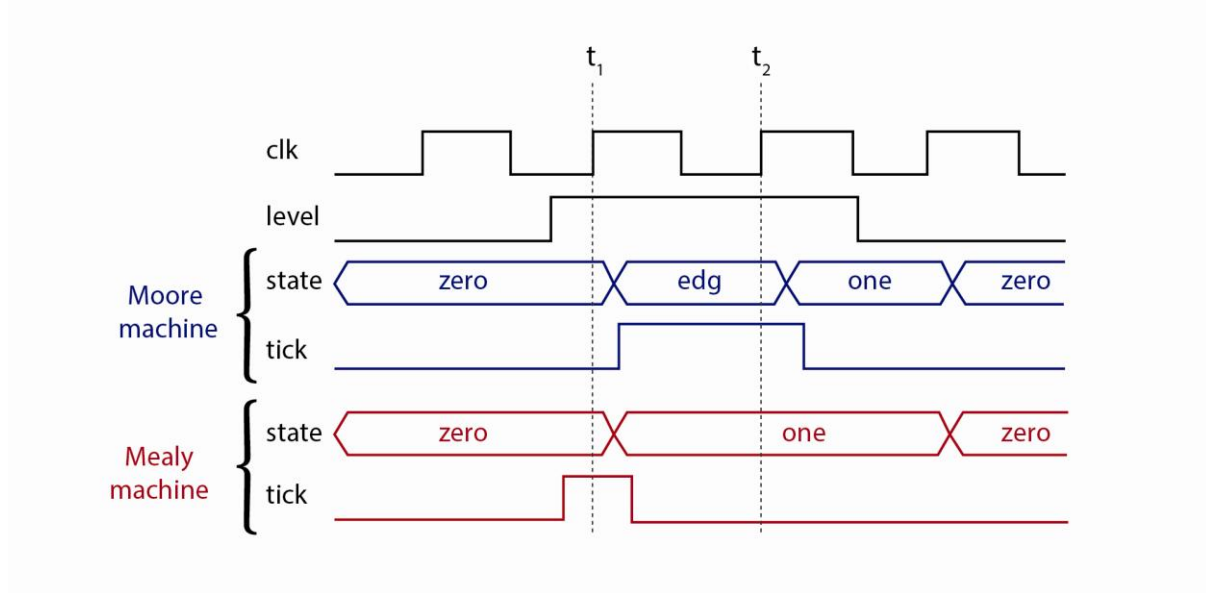 t₁ t₂
clk
level
Moore
machine
state zero edg one zero
tick
Mealy
machine
state zero one zero
tick